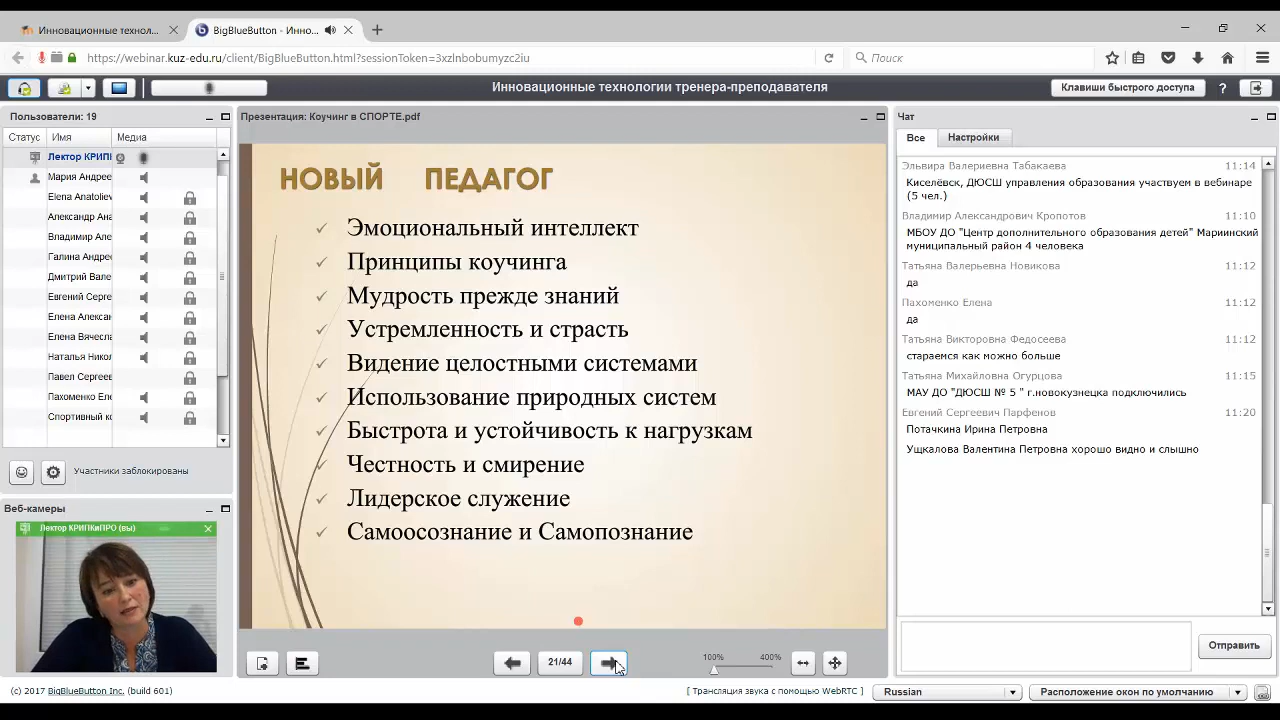 Инновационные технол...
BigBlueButton - Инно...
https://webinar.kuz-edu.ru/client/BigBlueButton.html?sessionToken=3xzlnbobumyzc2iu
Поиск
Инновационные технологии тренера-преподавателя
Клавиши быстрого доступа
?
Пользователи: 19
Статус Имя Медиа
Лектор КРИПІ
Мария Андрее
Elena Anatoliev
Александр Ана
Владимир Але
Галина Андрее
Дмитрий Вале
Евгений Серге
Елена Алексан
Елена Вячесла
Наталья Никол
Павел Сергеев
Пахоменко Еле
Спортивный ко
Участники заблокированы
Веб-камеры
Лектор КРИПКиПРО (вы)
Презентация: Коучинг в СПОРТЕ.pdf
НОВЫЙ ПЕДАГОГ
✓ Эмоциональный интеллект
✓ Принципы коучинга
✓ Мудрость прежде знаний
✓ Устремленность и страсть
✓ Видение целостными системами
✓ Использование природных систем
✓ Быстрота и устойчивость к нагрузкам
✓ Честность и смирение
✓ Лидерское служение
✓ Самоосознание и Самопознание
21/44
100% 400%
Чат
Все Настройки
Эльвира Валериевна Табакаева 11:14
Киселёвск, ДЮСШ управления образования участвуем в вебинаре
(5 чел.)
Владимир Александрович Кропотов 11:10
МБОУ ДО "Центр дополнительного образования детей" Мариинский
муниципальный район 4 человека
Татьяна Валерьевна Новикова 11:12
да
Пахоменко Елена 11:12
да
Татьяна Викторовна Федосеева 11:12
стараемся как можно больше
Татьяна Михайловна Огурцова 11:15
МАУ ДО "ДЮСШ № 5 " г.новокузнецка подключились
Евгений Сергеевич Парфенов 11:20
Потачкина Ирина Петровна
Ущкалова Валентина Петровна хорошо видно и слышно
Отправить
(c) 2017 BigBlueButton Inc. (build 601)
[ Трансляция звука с помощью WebRTC ]
Russian
Расположение окон по умолчанию